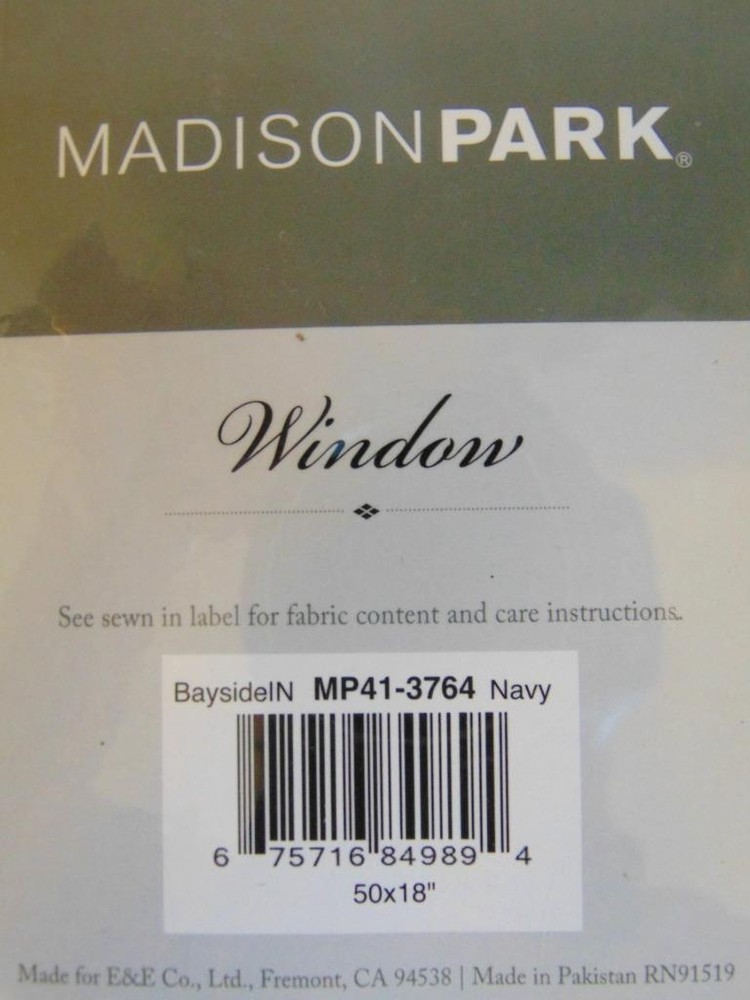 MADISONPARK®
Window
See sewn in label for fabric content and care instructions.
BaysideIN MP41-3764 Navy
6 75716 84989 4
50x18"
Made for E&E Co., Ltd., Fremont, CA 94538 | Made in Pakistan RN91519